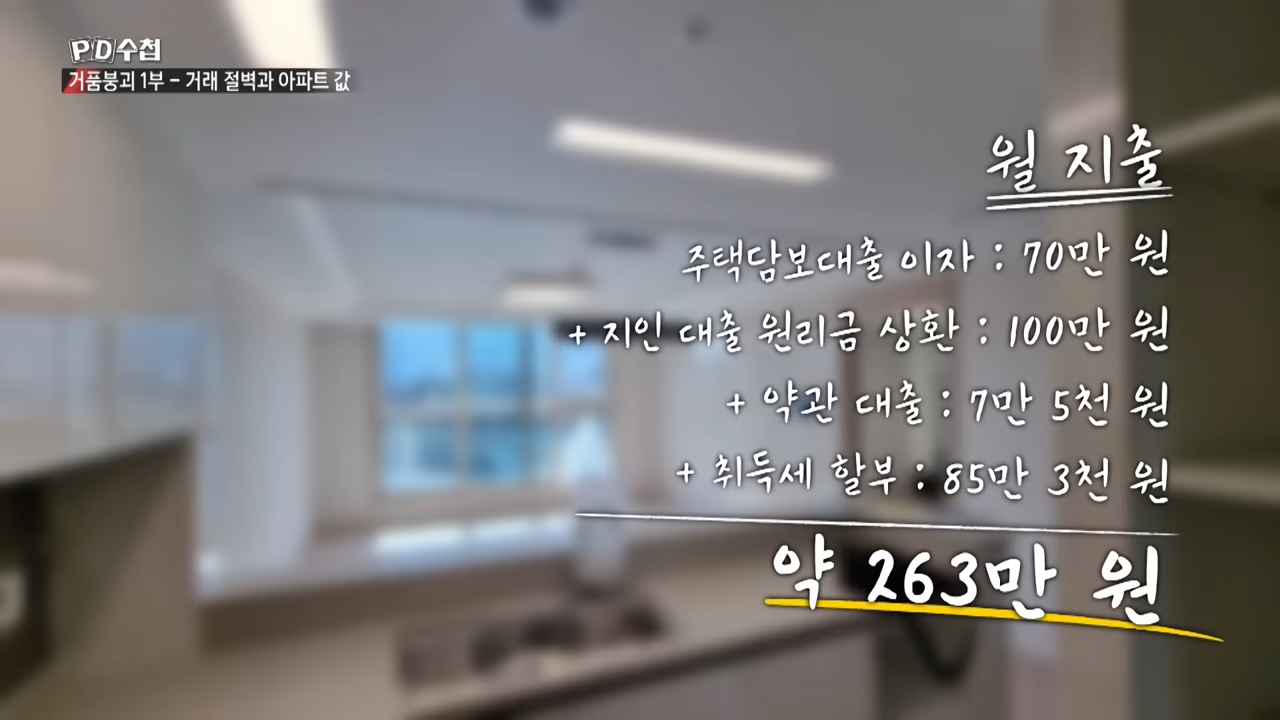 PD수첩
거품붕괴 1부 - 거래 절벽과 아파트 값
월 지출
주택담보대출 이자 : 70만 원
+ 지인 대출 원리금 상환 : 100만 원
+ 약관 대출 : 7만 5천 원
+ 취득세 할부 : 85만 3천 원
약 263만 원